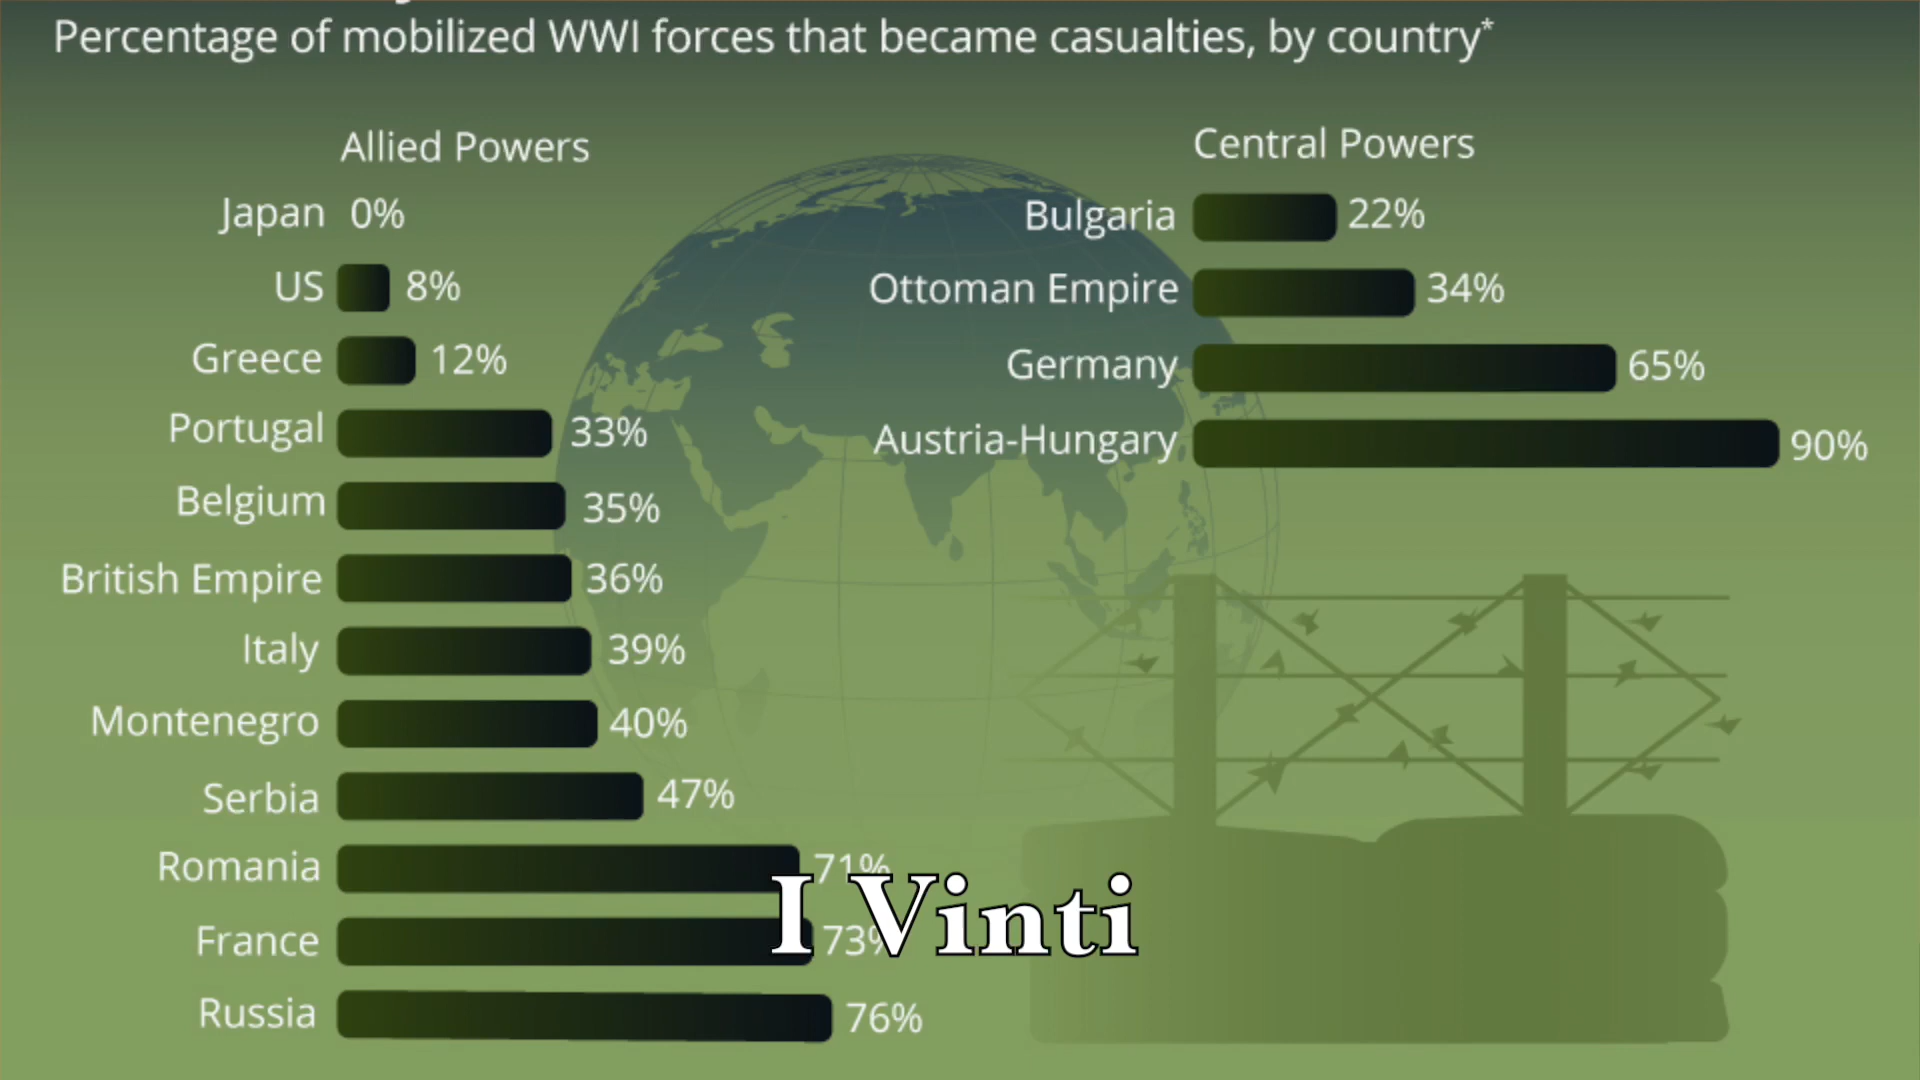 Percentage of mobilized WWI forces that became casualties, by country*
Allied Powers
Japan 0%
US 8%
Greece 12%
Portugal 33%
Belgium 35%
British Empire 36%
Italy 39%
Montenegro 40%
Serbia 47%
Romania 71%
France 73%
Russia 76%
Central Powers
Bulgaria 22%
Ottoman Empire 34%
Germany 65%
Austria-Hungary 90%
I Vinti